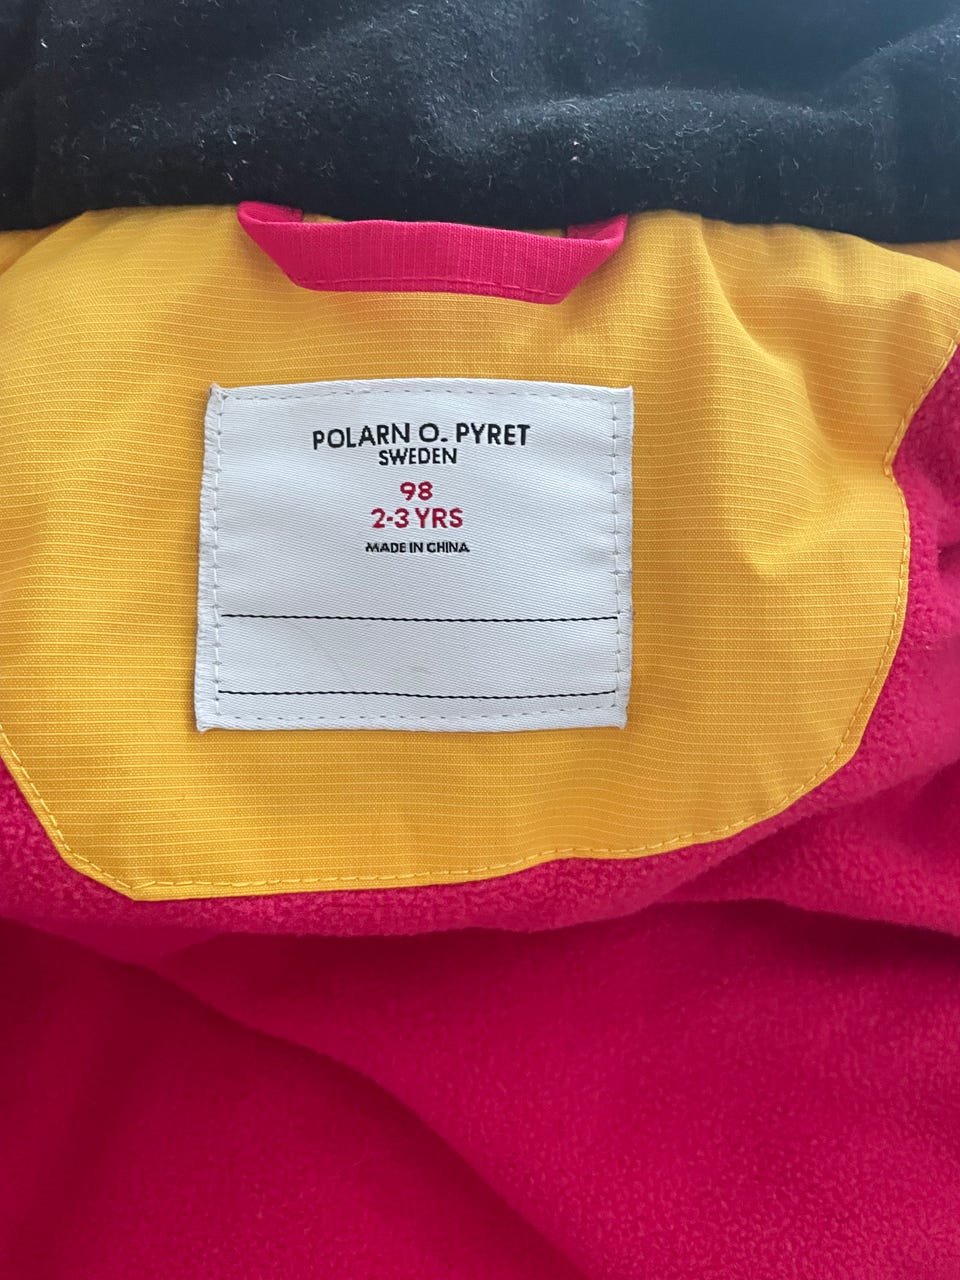 POLARN O. PYRET
SWEDEN
98
2-3 YRS
MADE IN CHINA